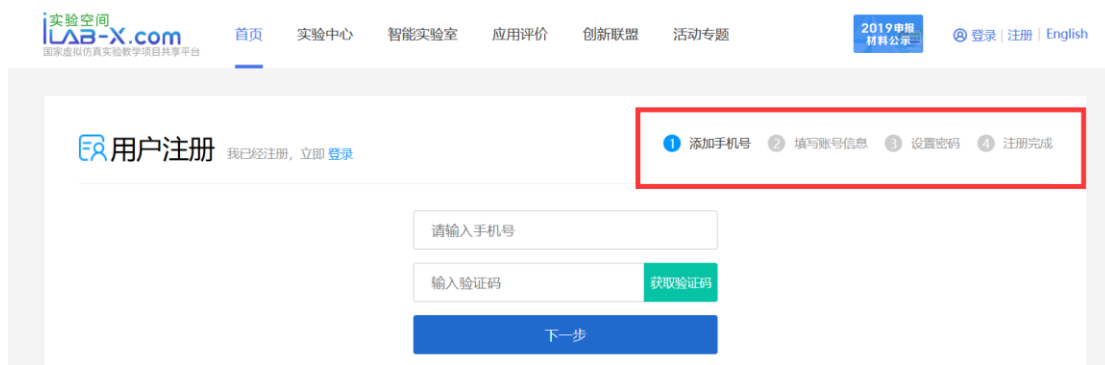 实验空间
iLAB-X.com
国家虚拟仿真实验教学项目共享平台
首页 实验中心 智能实验室 应用评价 创新联盟 活动专题
2019申报
材料公示
登录 | 注册 | English
用户注册 我已经注册，立即 登录
1 添加手机号 2 填写账号信息 3 设置密码 4 注册完成
请输入手机号
输入验证码 获取验证码
下一步